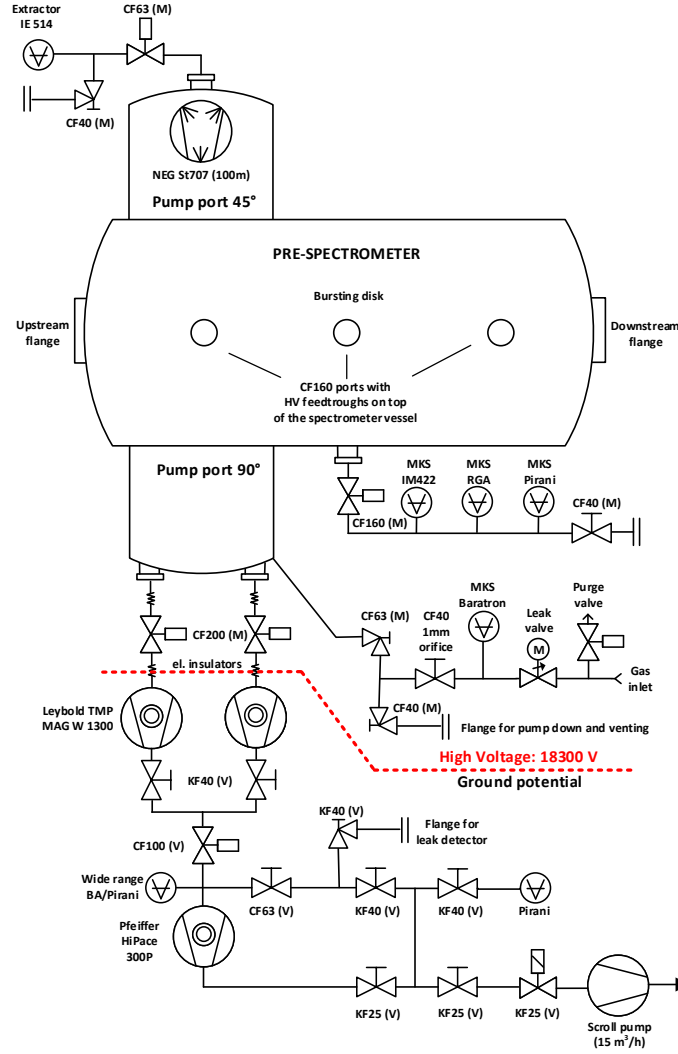 Extractor
IE 514
CF63 (M)
CF40 (M)
NEG St707 (100m)
Pump port 45°
PRE-SPECTROMETER
Bursting disk
Upstream
flange
Downstream
flange
CF160 ports with
HV feedtroughs on top
of the spectrometer vessel
Pump port 90°
MKS
IM422
MKS
RGA
MKS
Pirani
CF40 (M)
CF160 (M)
CF63 (M)
CF40
1mm
orifice
MKS
Baratron
Leak
valve
Purge
valve
M
Gas
inlet
CF200 (M)
el. insulators
CF40 (M)
Flange for pump down and venting
Leybold TMP
MAG W 1300
High Voltage: 18300 V
Ground potential
KF40 (V)
KF40 (V)
Flange for
leak detector
CF100 (V)
Wide range
BA/Pirani
CF63 (V)
KF40 (V)
KF40 (V)
Pirani
Pfeiffer
HiPace
300P
KF25 (V)
KF25 (V)
KF25 (V)
Scroll pump
(15 m³/h)